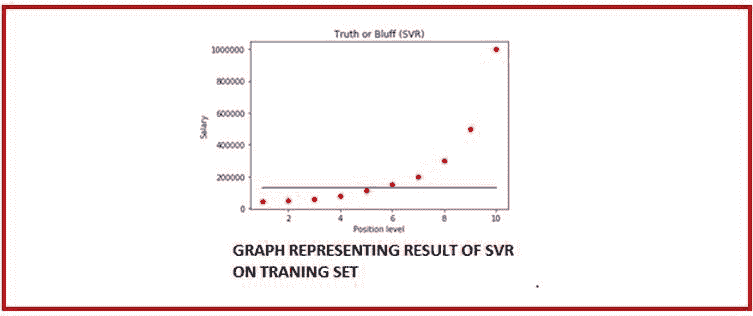 Truth or Bluff (SVR)
1000000
800000
600000
400000
200000
0
Salary
2 4 6 8 10
Position level
GRAPH REPRESENTING RESULT OF SVR
ON TRANING SET
.